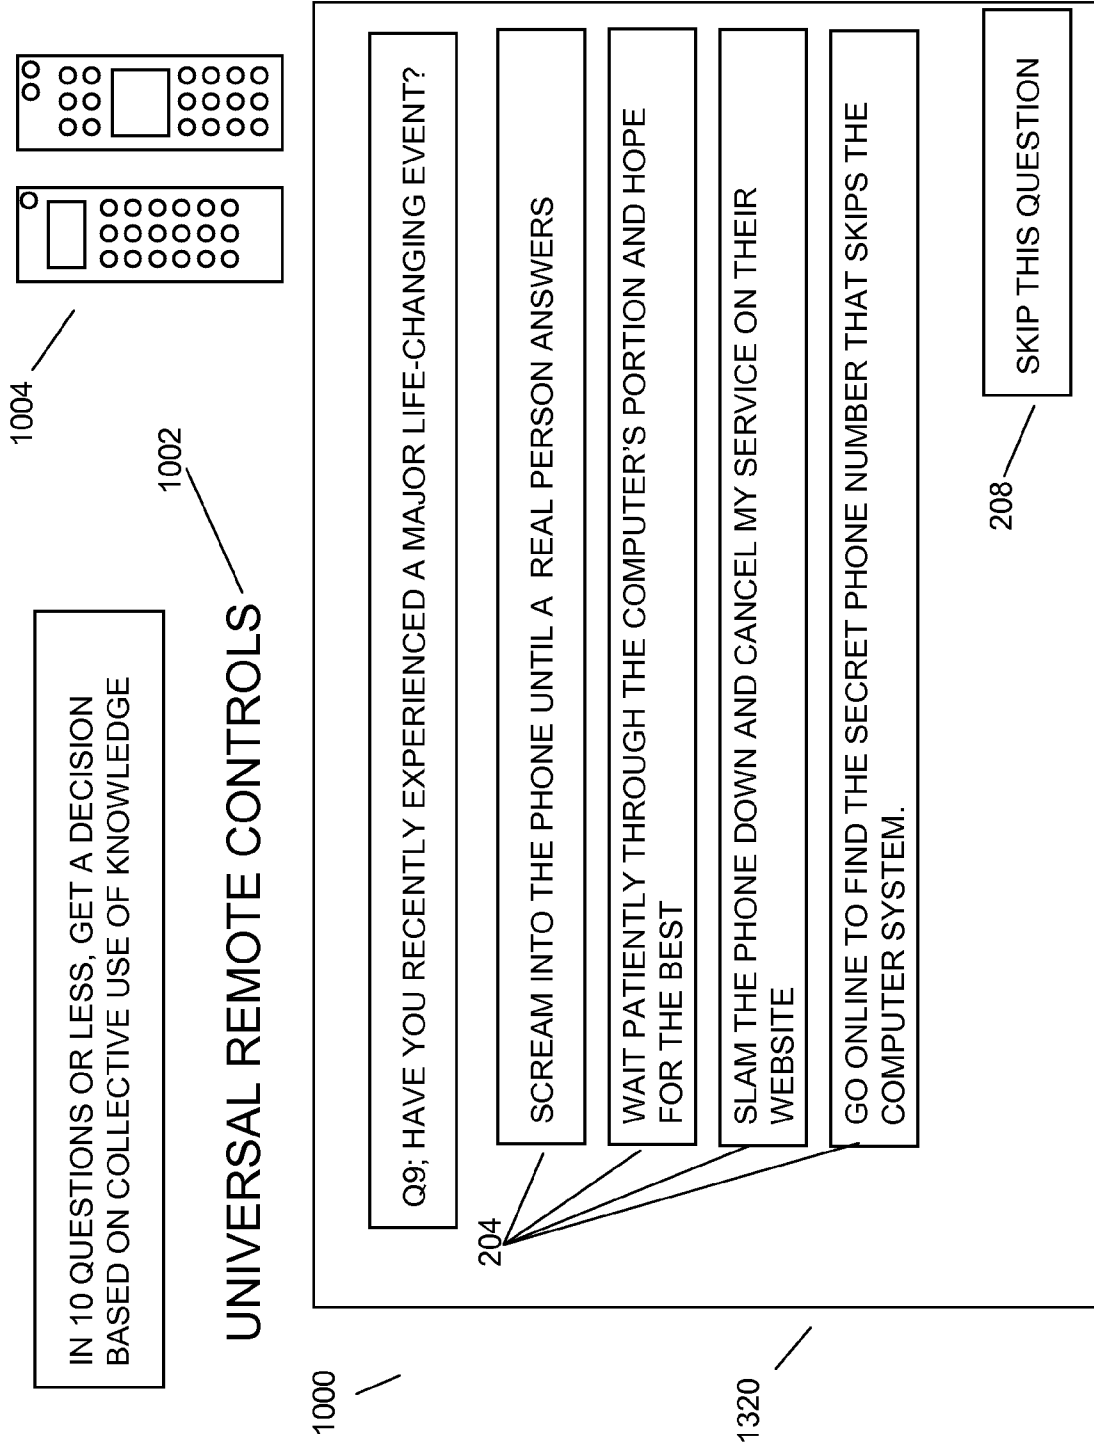 IN 10 QUESTIONS OR LESS, GET A DECISION
BASED ON COLLECTIVE USE OF KNOWLEDGE
1004
UNIVERSAL REMOTE CONTROLS
1002
1000
Q9; HAVE YOU RECENTLY EXPERIENCED A MAJOR LIFE-CHANGING EVENT?
204
SCREAM INTO THE PHONE UNTIL A REAL PERSON ANSWERS
WAIT PATIENTLY THROUGH THE COMPUTER'S PORTION AND HOPE
FOR THE BEST
SLAM THE PHONE DOWN AND CANCEL MY SERVICE ON THEIR
WEBSITE
GO ONLINE TO FIND THE SECRET PHONE NUMBER THAT SKIPS THE
COMPUTER SYSTEM.
1320
208
SKIP THIS QUESTION